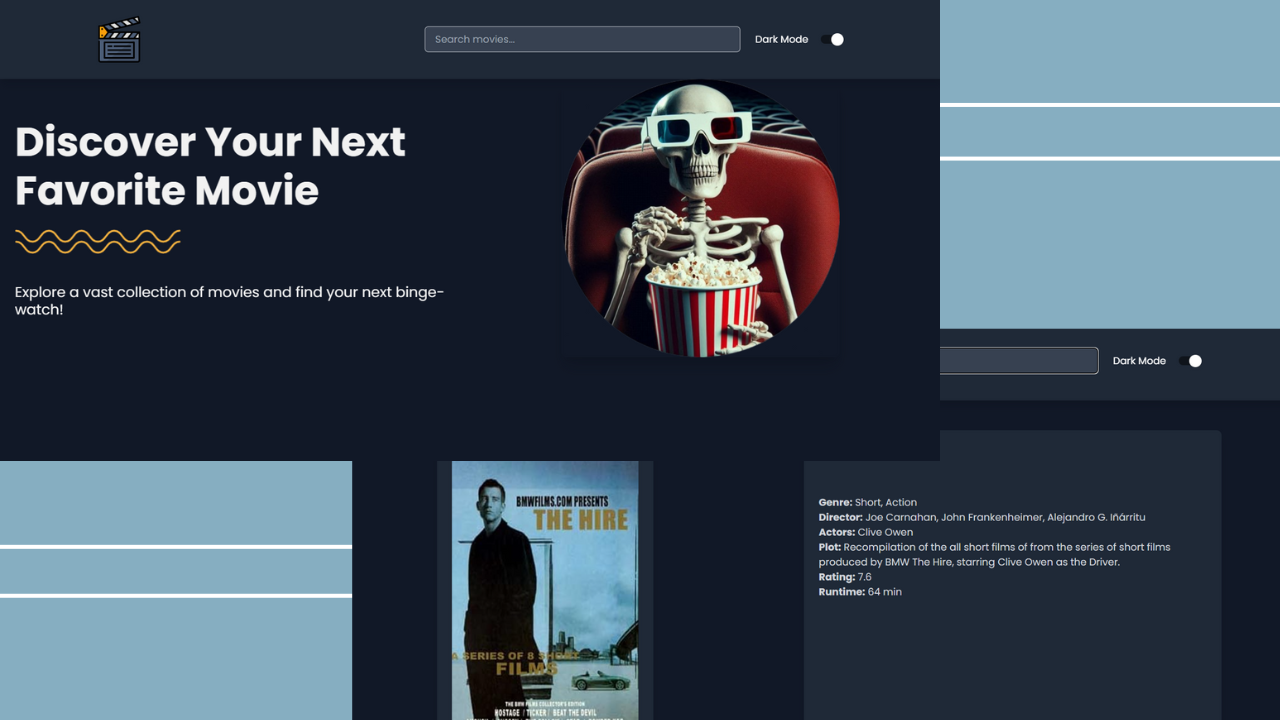 Search movies...
Dark Mode
Discover Your Next
Favorite Movie
Explore a vast collection of movies and find your next binge-
watch!
Dark Mode
BMWFILMS.COM PRESENTS
THE HIRE
A SERIES OF 8 SHORT
FILMS
THE BMW FILMS COLLECTOR'S EDITION
HOSTAGE / TICKER / BEAT THE DEVIL
Genre: Short, Action
Director: Joe Carnahan, John Frankenheimer, Alejandro G. Iñárritu
Actors: Clive Owen
Plot: Recompilation of the all short films of from the series of short films
produced by BMW The Hire, starring Clive Owen as the Driver.
Rating: 7.6
Runtime: 64 min